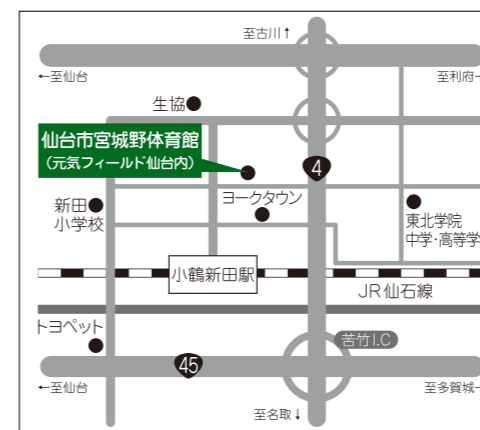 至古川↑
←至仙台
至利府→
生協
仙台市宮城野体育館
（元気フィールド仙台内）
4
ヨークタウン
新田
小学校
東北学院
中学・高等学
小鶴新田駅
JR仙石線
トヨペット
苦竹I.C
45
←至仙台
至多賀城→
至名取↓